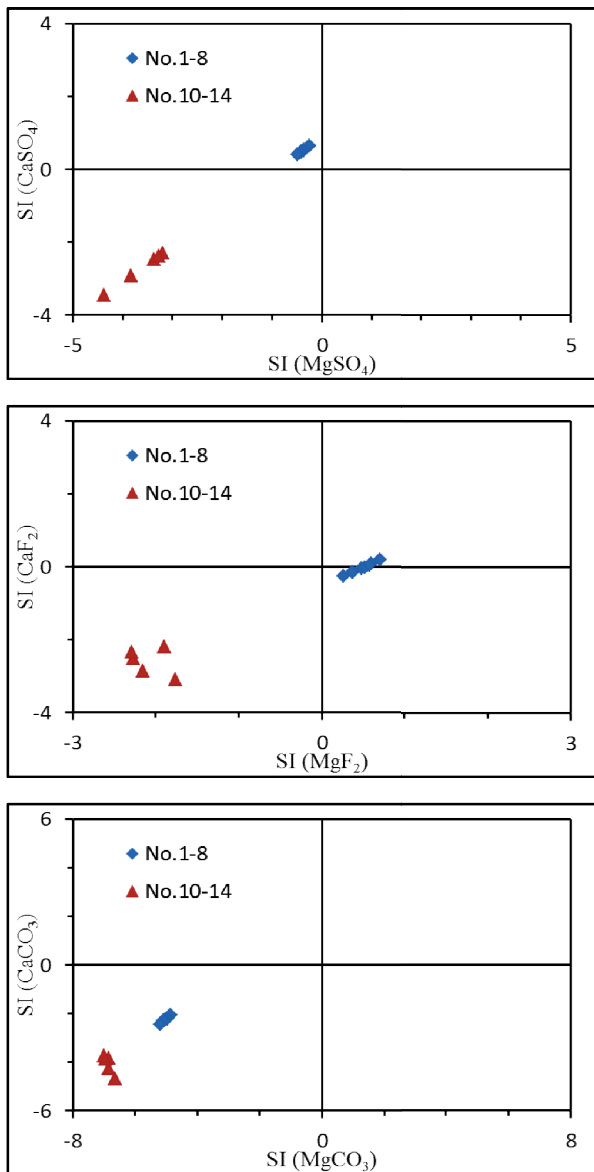 4
No.1-8
No.10-14
SI (CaSO₄)
0
-4
-5
0
5
SI (MgSO₄)
4
No.1-8
No.10-14
SI (CaF₂)
0
-4
-3
0
3
SI (MgF₂)
6
No.1-8
No.10-14
SI (CaCO₃)
0
-6
-8
0
8
SI (MgCO₃)